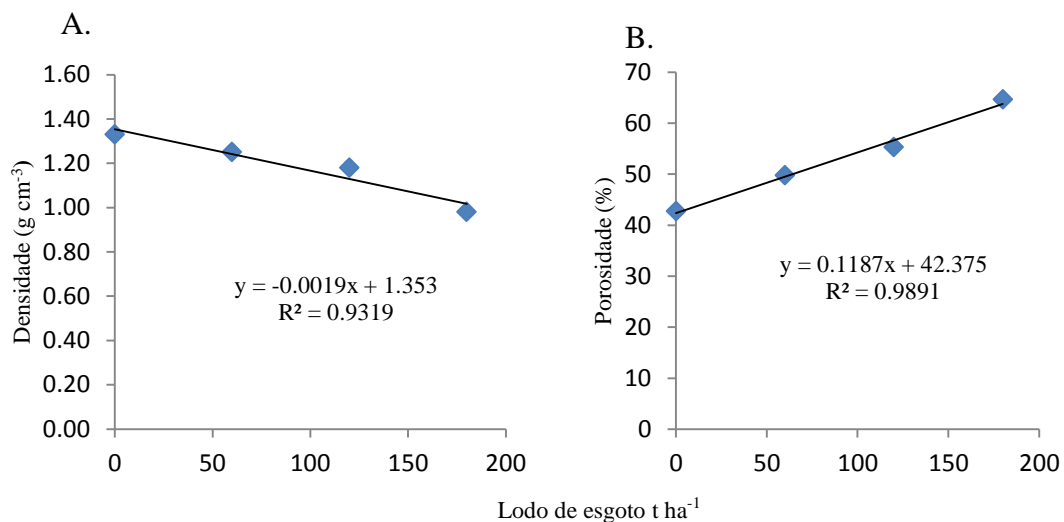 A.
Densidade (g cm-3)
1.60
1.40
1.20
1.00
0.80
0.60
0.40
0.20
0.00
0 50 100 150 200
y = -0.0019x + 1.353
R² = 0.9319
B.
Porosidade (%)
70
60
50
40
30
20
10
0
0 50 100 150 200
y = 0.1187x + 42.375
R² = 0.9891
Lodo de esgoto t ha-1